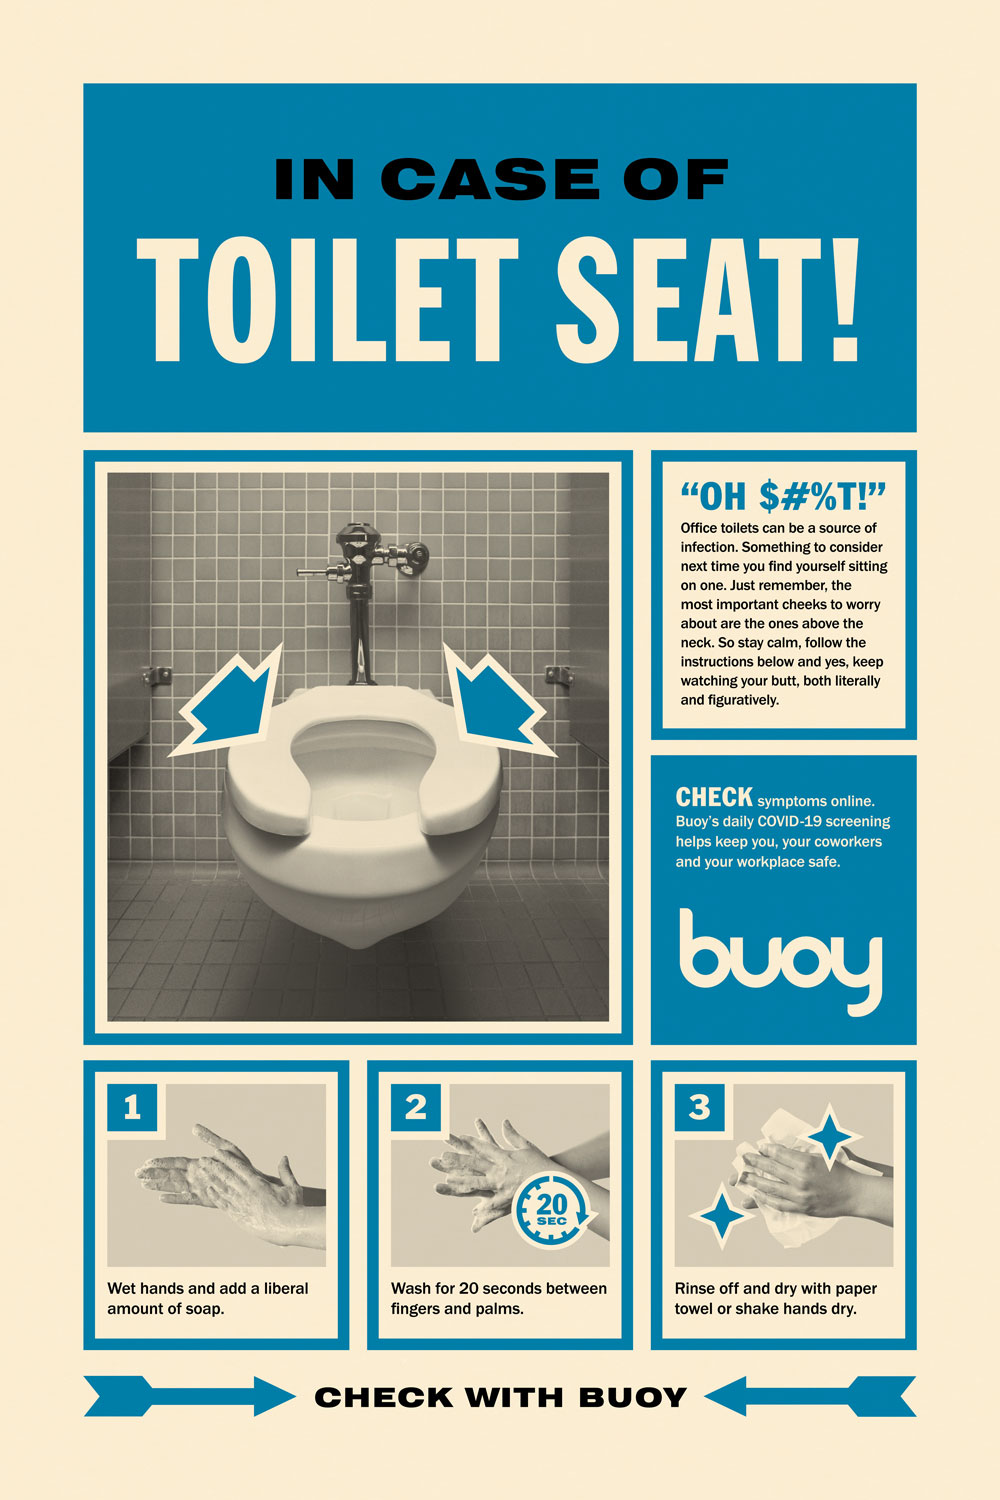 IN CASE OF
TOILET SEAT!
“OH $#%T!”
Office toilets can be a source of
infection. Something to consider
next time you find yourself sitting
on one. Just remember, the
most important cheeks to worry
about are the ones above the
neck. So stay calm, follow the
instructions below and yes, keep
watching your butt, both literally
and figuratively.
CHECK symptoms online.
Buoy’s daily COVID-19 screening
helps keep you, your coworkers
and your workplace safe.
buoy
1
Wet hands and add a liberal
amount of soap.
2
20
SEC
Wash for 20 seconds between
fingers and palms.
3
Rinse off and dry with paper
towel or shake hands dry.
CHECK WITH BUOY